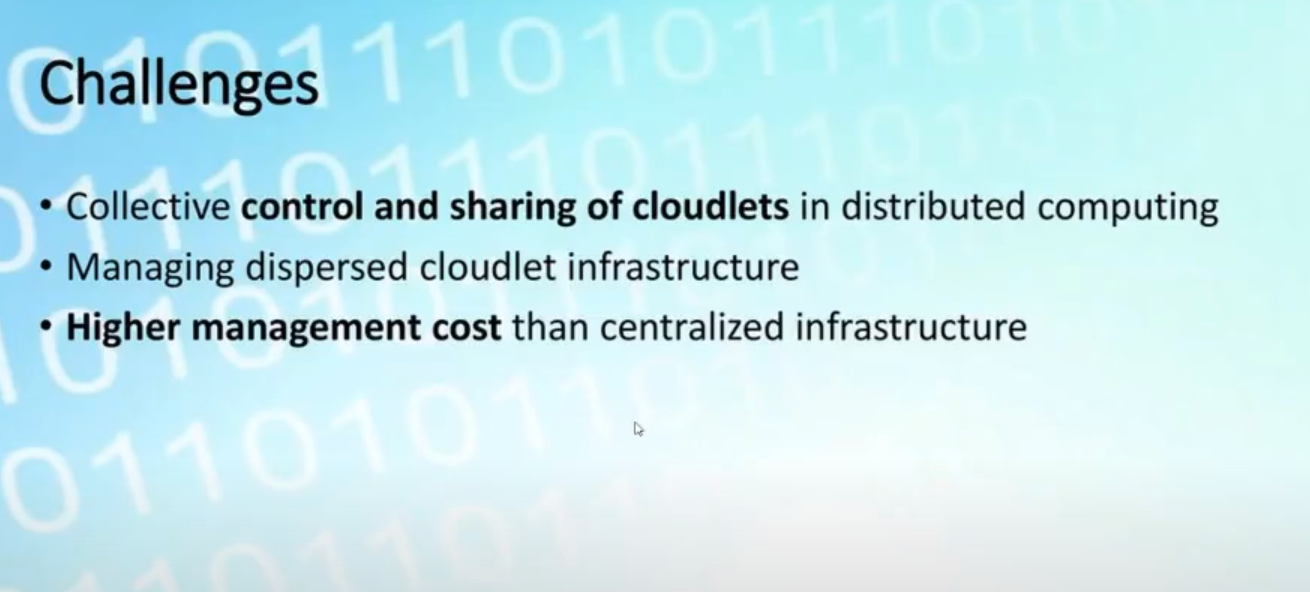 Challenges
• Collective control and sharing of cloudlets in distributed computing
• Managing dispersed cloudlet infrastructure
• Higher management cost than centralized infrastructure